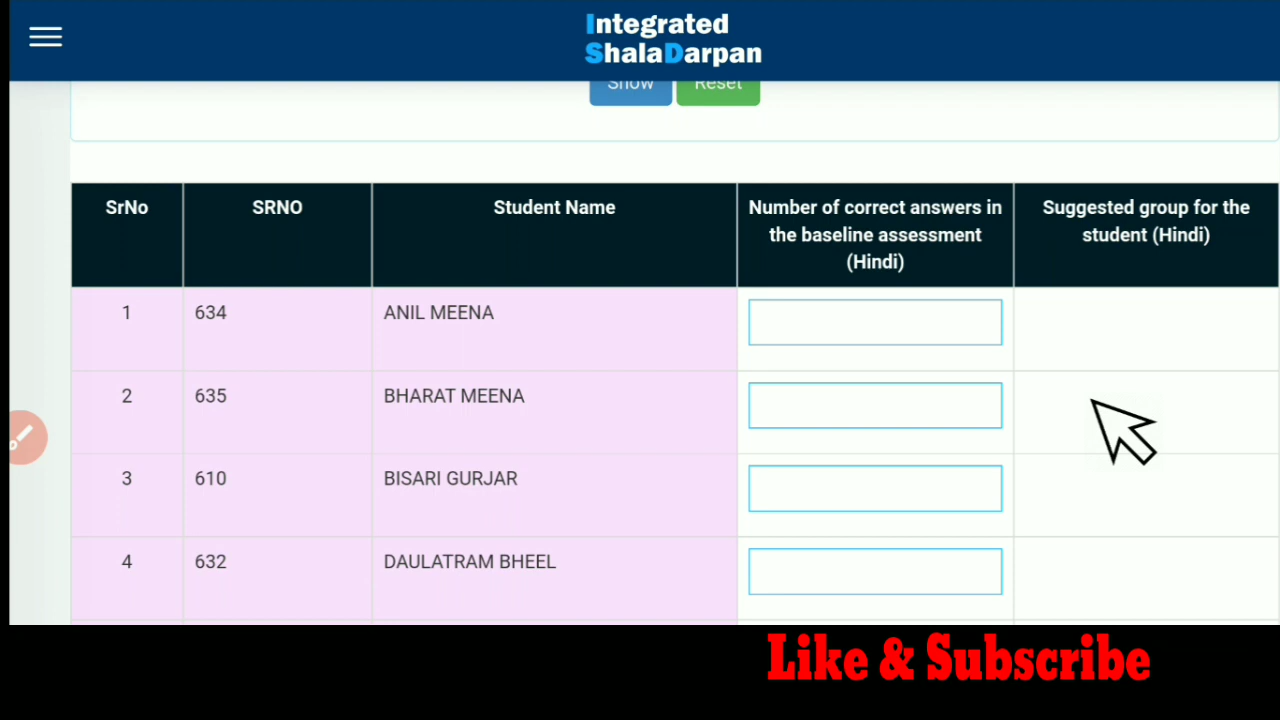 Integrated
ShalaDarpan
Show Reset
SrNo SRNO Student Name Number of correct answers in the baseline assessment (Hindi) Suggested group for the student (Hindi)
1 634 ANIL MEENA
2 635 BHARAT MEENA
3 610 BISARI GURJAR
4 632 DAULATRAM BHEEL
Like & Subscribe